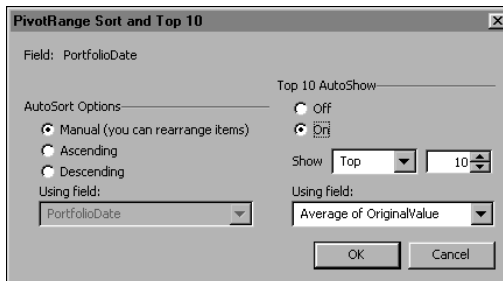 PivotRange Sort and Top 10
Field: PortfolioDate
AutoSort Options
Manual (you can rearrange items)
Ascending
Descending
Using field:
PortfolioDate
Top 10 AutoShow
Off
On
Show Top 10
Using field:
Average of OriginalValue
OK Cancel